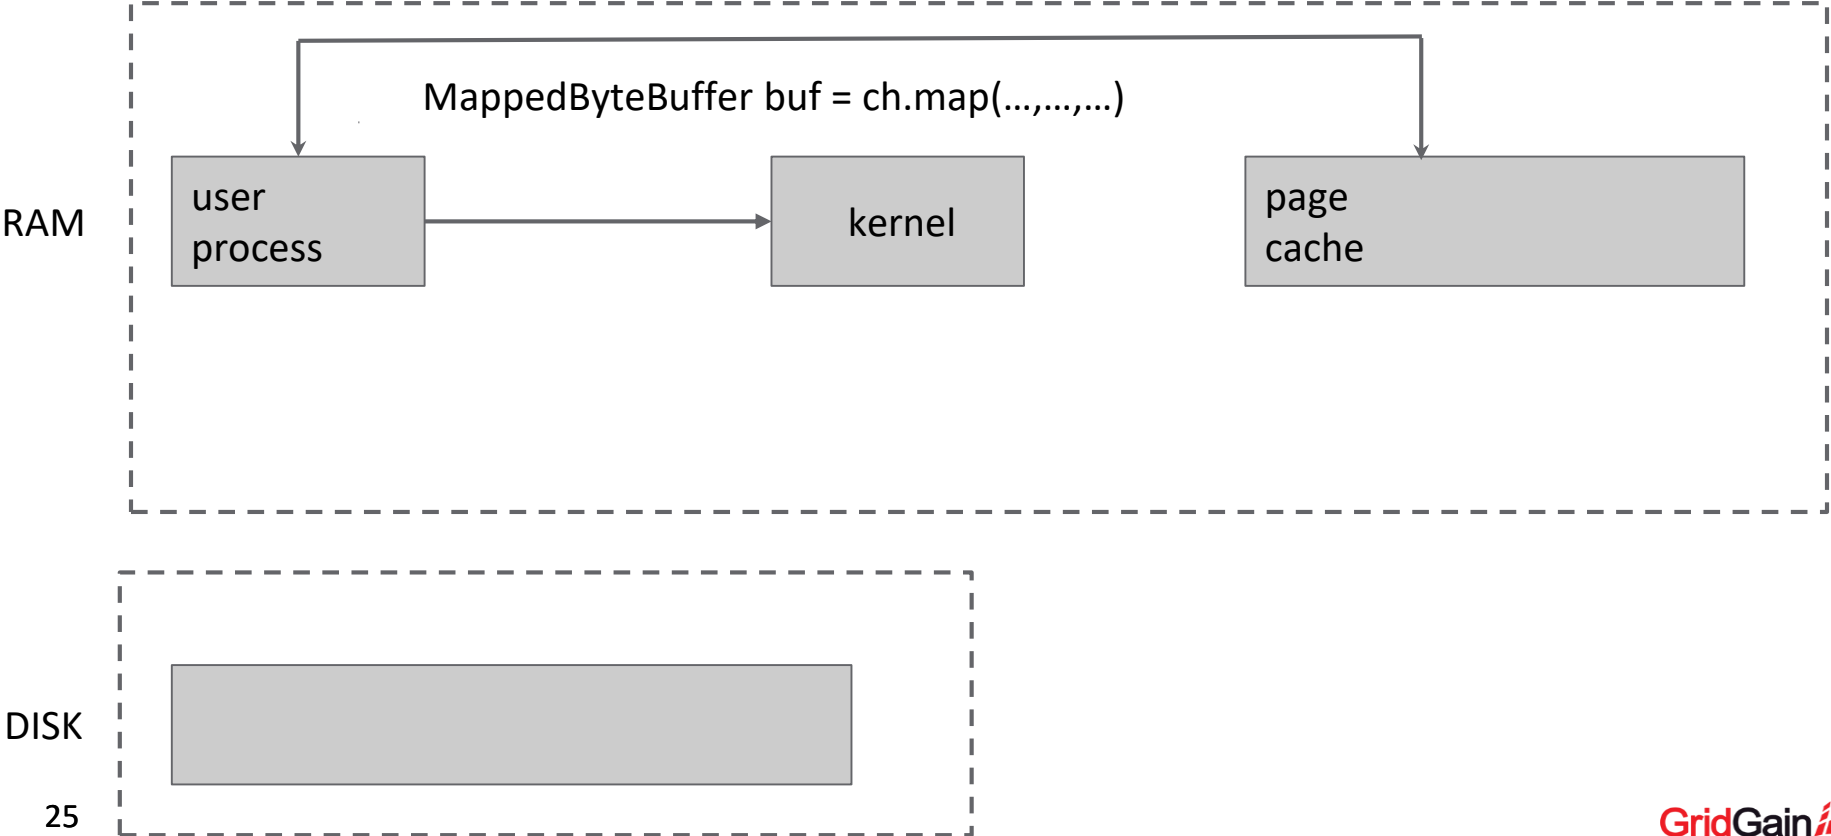 MappedByteBuffer buf = ch.map(…,…,…)
RAM
user
process
kernel
page
cache
DISK
25
GridGain